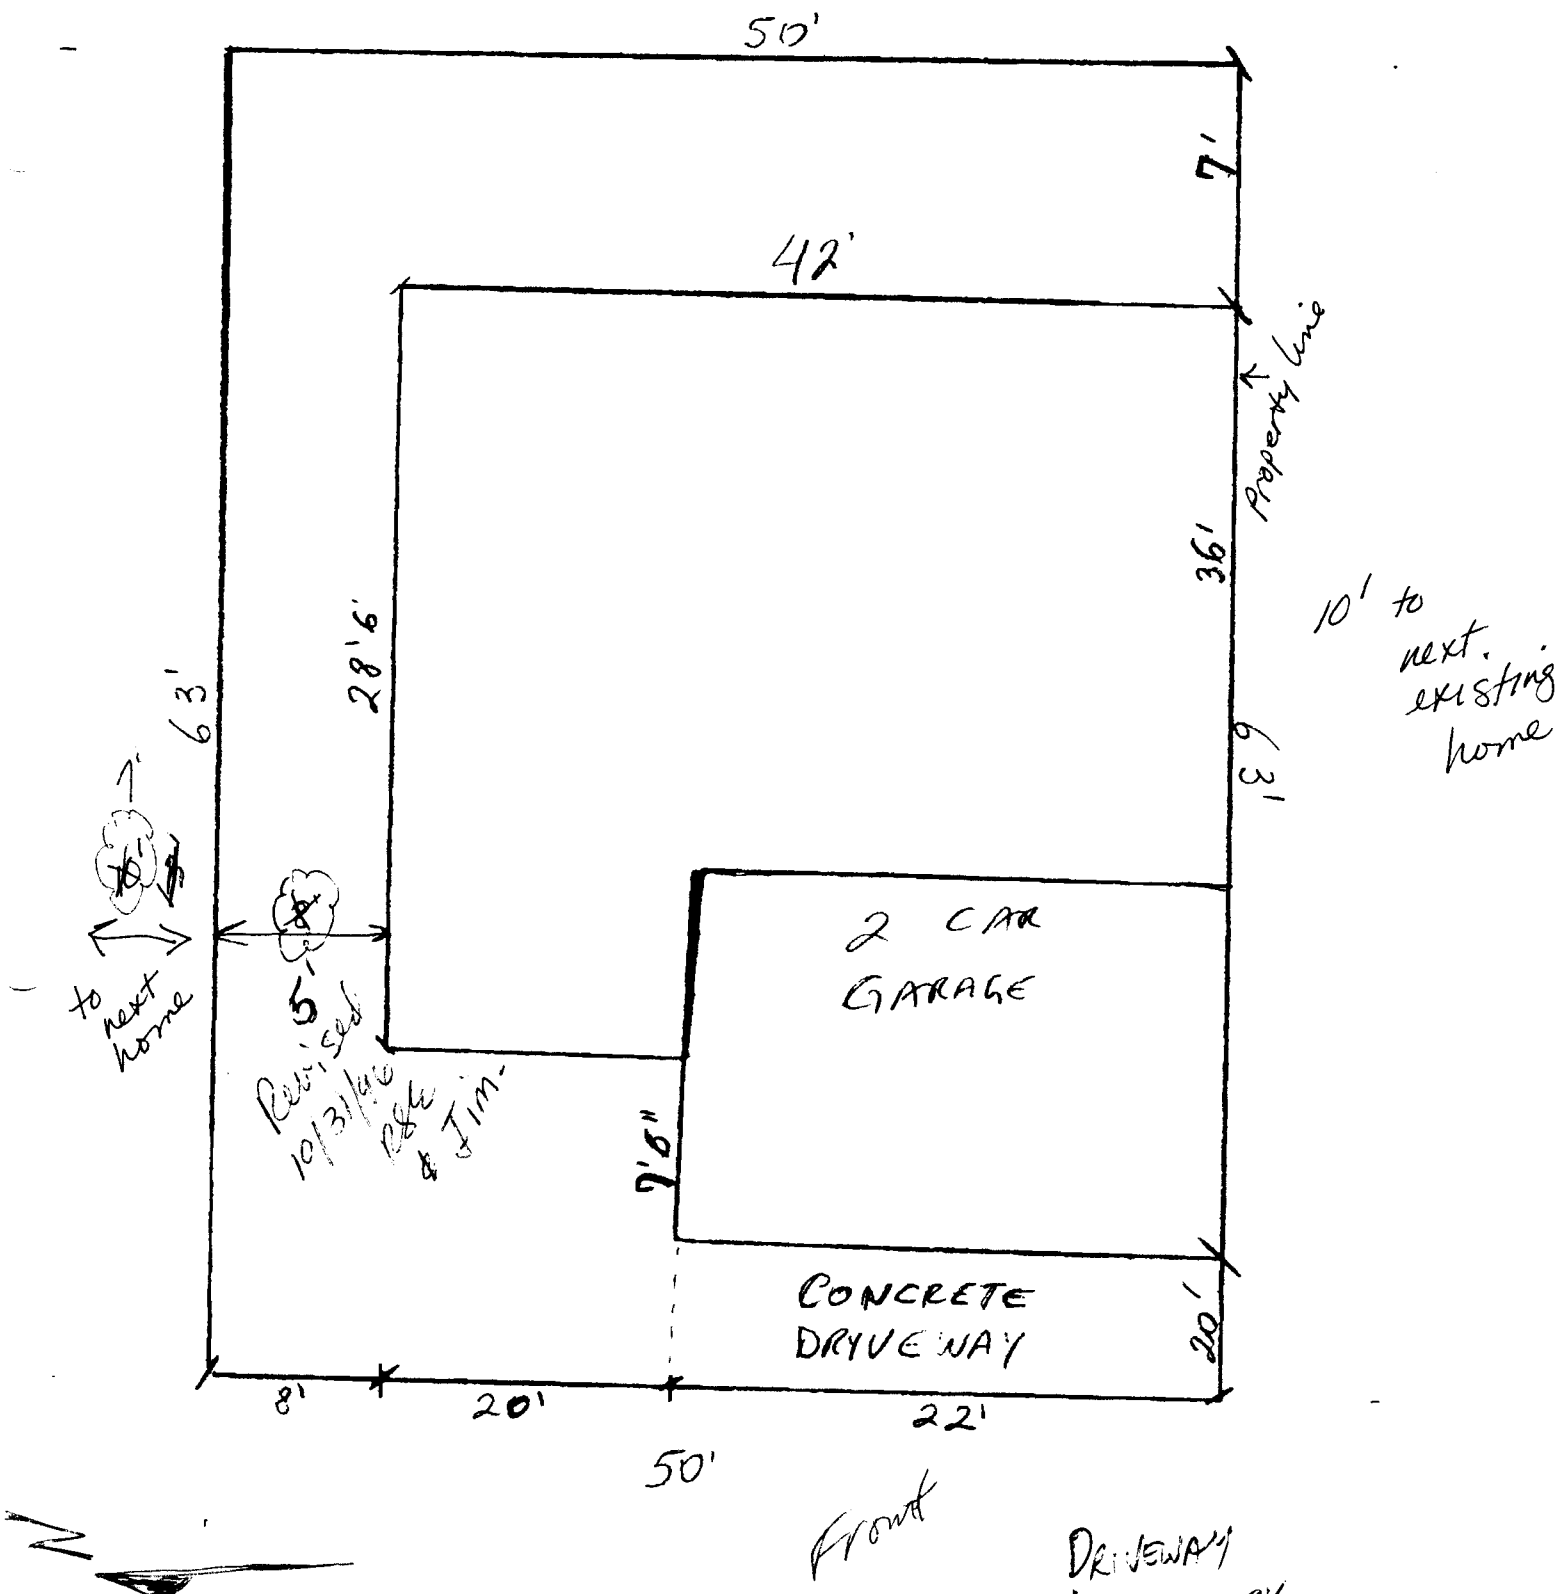 50'
7'
42'
Property line
36'
10' to
next.
existing
home
28'6'
63'
63'
7'
10'
to
next
home
5'
Revised
10/31/96
& Jim-
2 CAR
GARAGE
7'6"
CONCRETE
DRYVEWAY
20'
8'
20'
22'
50'
Front
DRIVEWAY